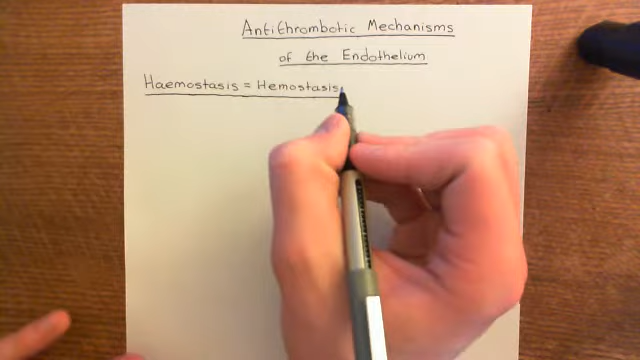 Antithrombotic Mechanisms
of the Endothelium
Haemostasis = Hemostasis